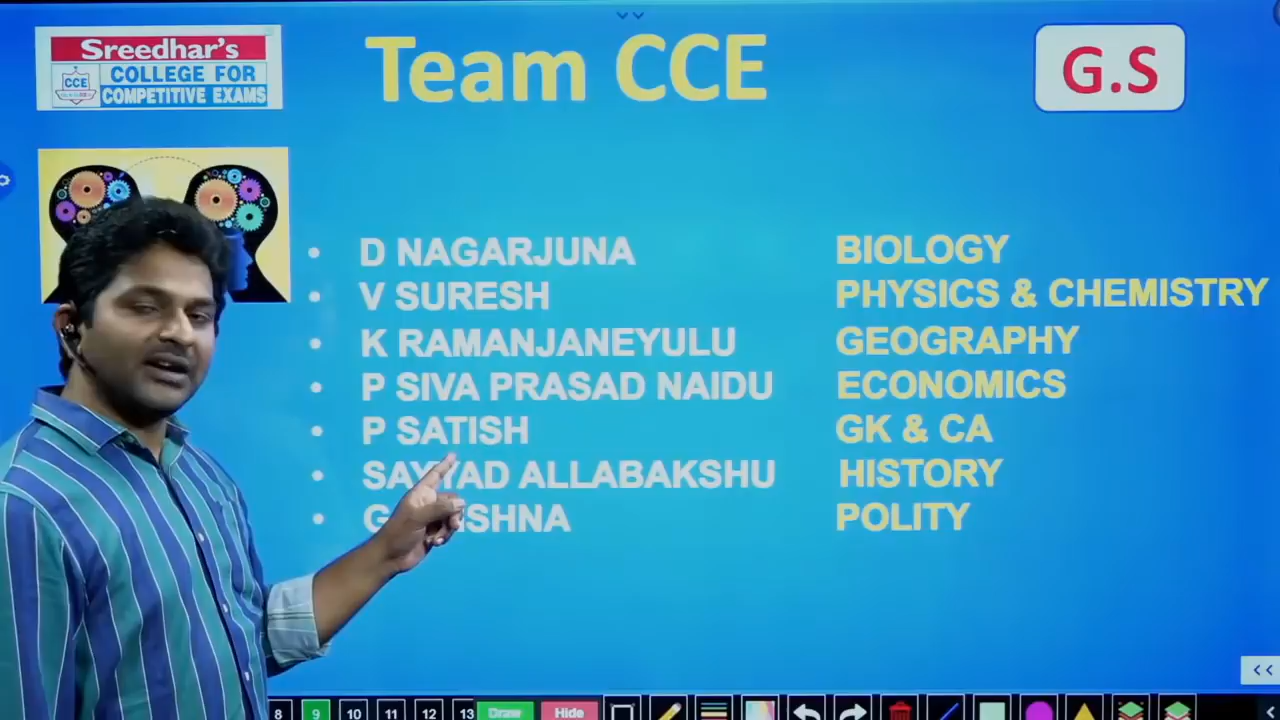 Sreedhar's
CCE
COLLEGE FOR
COMPETITIVE EXAMS
Team CCE
G.S
• D NAGARJUNA BIOLOGY
• V SURESH PHYSICS & CHEMISTRY
• K RAMANJANEYULU GEOGRAPHY
• P SIVA PRASAD NAIDU ECONOMICS
• P SATISH GK & CA
• SAYYAD ALLABAKSHU HISTORY
• G POLITY
8 9 10 11 12 13 Draw Hide